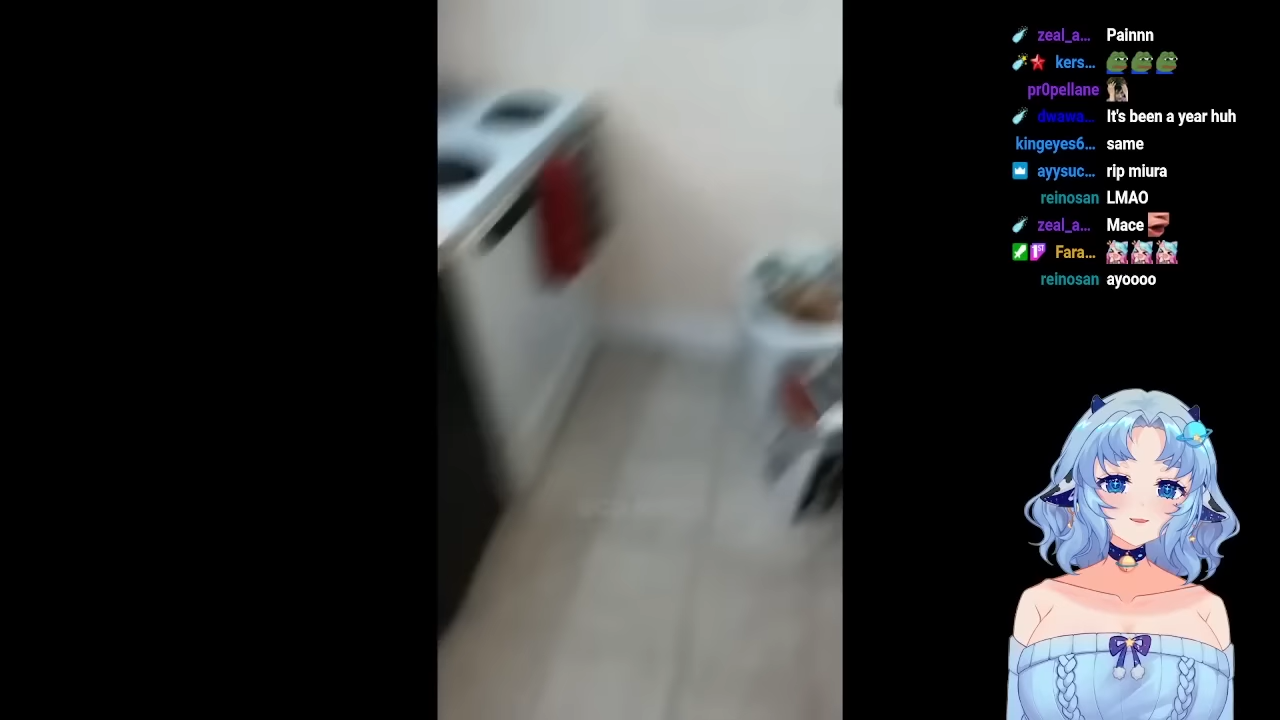 zeal_a... Painnn
kers...
pr0pellane
dwawa... It's been a year huh
kingeyes6... same
ayysuc... rip miura
reinosan LMAO
zeal_a... Mace
1ST Fara...
reinosan ayoooo